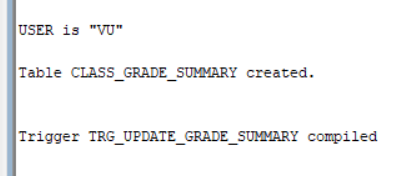 USER is "VU"
Table CLASS_GRADE_SUMMARY created.
Trigger TRG_UPDATE_GRADE_SUMMARY compiled